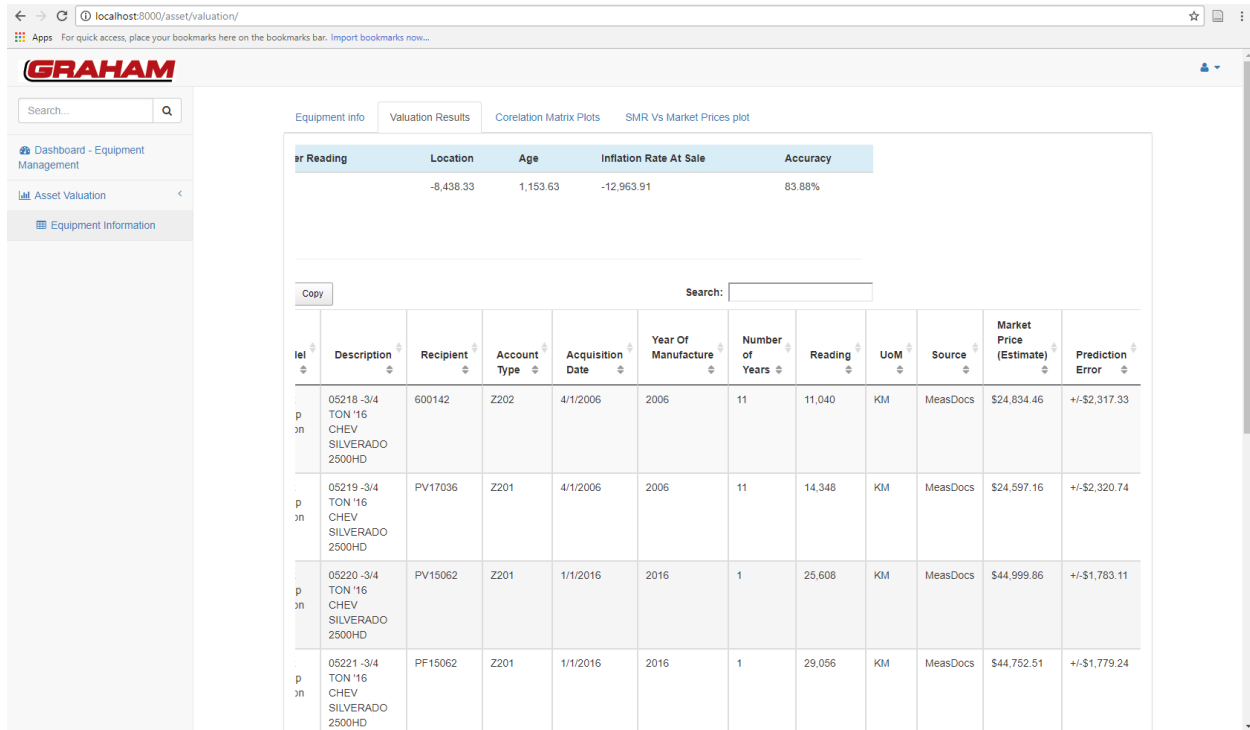 localhost:8000/asset/valuation/
Apps For quick access, place your bookmarks here on the bookmarks bar. Import bookmarks now...
GRAHAM
Search...
Dashboard - Equipment
Management
Asset Valuation
Equipment Information
Equipment info Valuation Results Corelation Matrix Plots SMR Vs Market Prices plot
er Reading Location Age Inflation Rate At Sale Accuracy
-8,438.33 1,153.63 -12,963.91 83.88%
Copy Search:
lel Description Recipient Account Type Acquisition Date Year Of Manufacture Number of Years Reading UoM Source Market Price (Estimate) Prediction Error
05218 -3/4 600142 Z202 4/1/2006 2006 11 11,040 KM MeasDocs $24,834.46 +/-$2,317.33
p TON '16
on CHEV
SILVERADO
2500HD
05219 -3/4 PV17036 Z201 4/1/2006 2006 11 14,348 KM MeasDocs $24,597.16 +/-$2,320.74
p TON '16
on CHEV
SILVERADO
2500HD
05220 -3/4 PV15062 Z201 1/1/2016 2016 1 25,608 KM MeasDocs $44,999.86 +/-$1,783.11
p TON '16
on CHEV
SILVERADO
2500HD
05221 -3/4 PF15062 Z201 1/1/2016 2016 1 29,056 KM MeasDocs $44,752.51 +/-$1,779.24
p TON '16
on CHEV
SILVERADO
2500HD